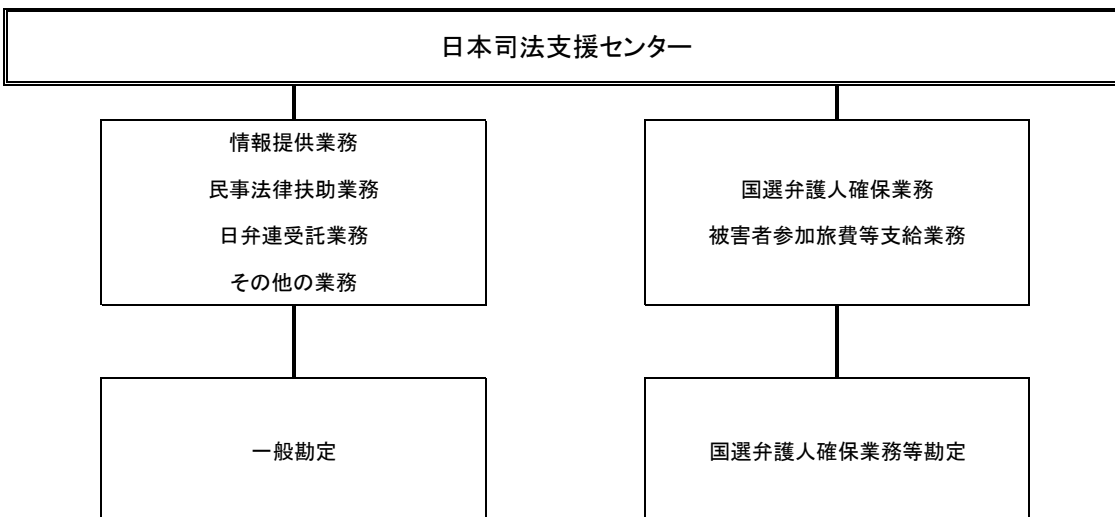 日本司法支援センター
情報提供業務
民事法律扶助業務
日弁連受託業務
その他の業務
国選弁護人確保業務
被害者参加旅費等支給業務
一般勘定
国選弁護人確保業務等勘定